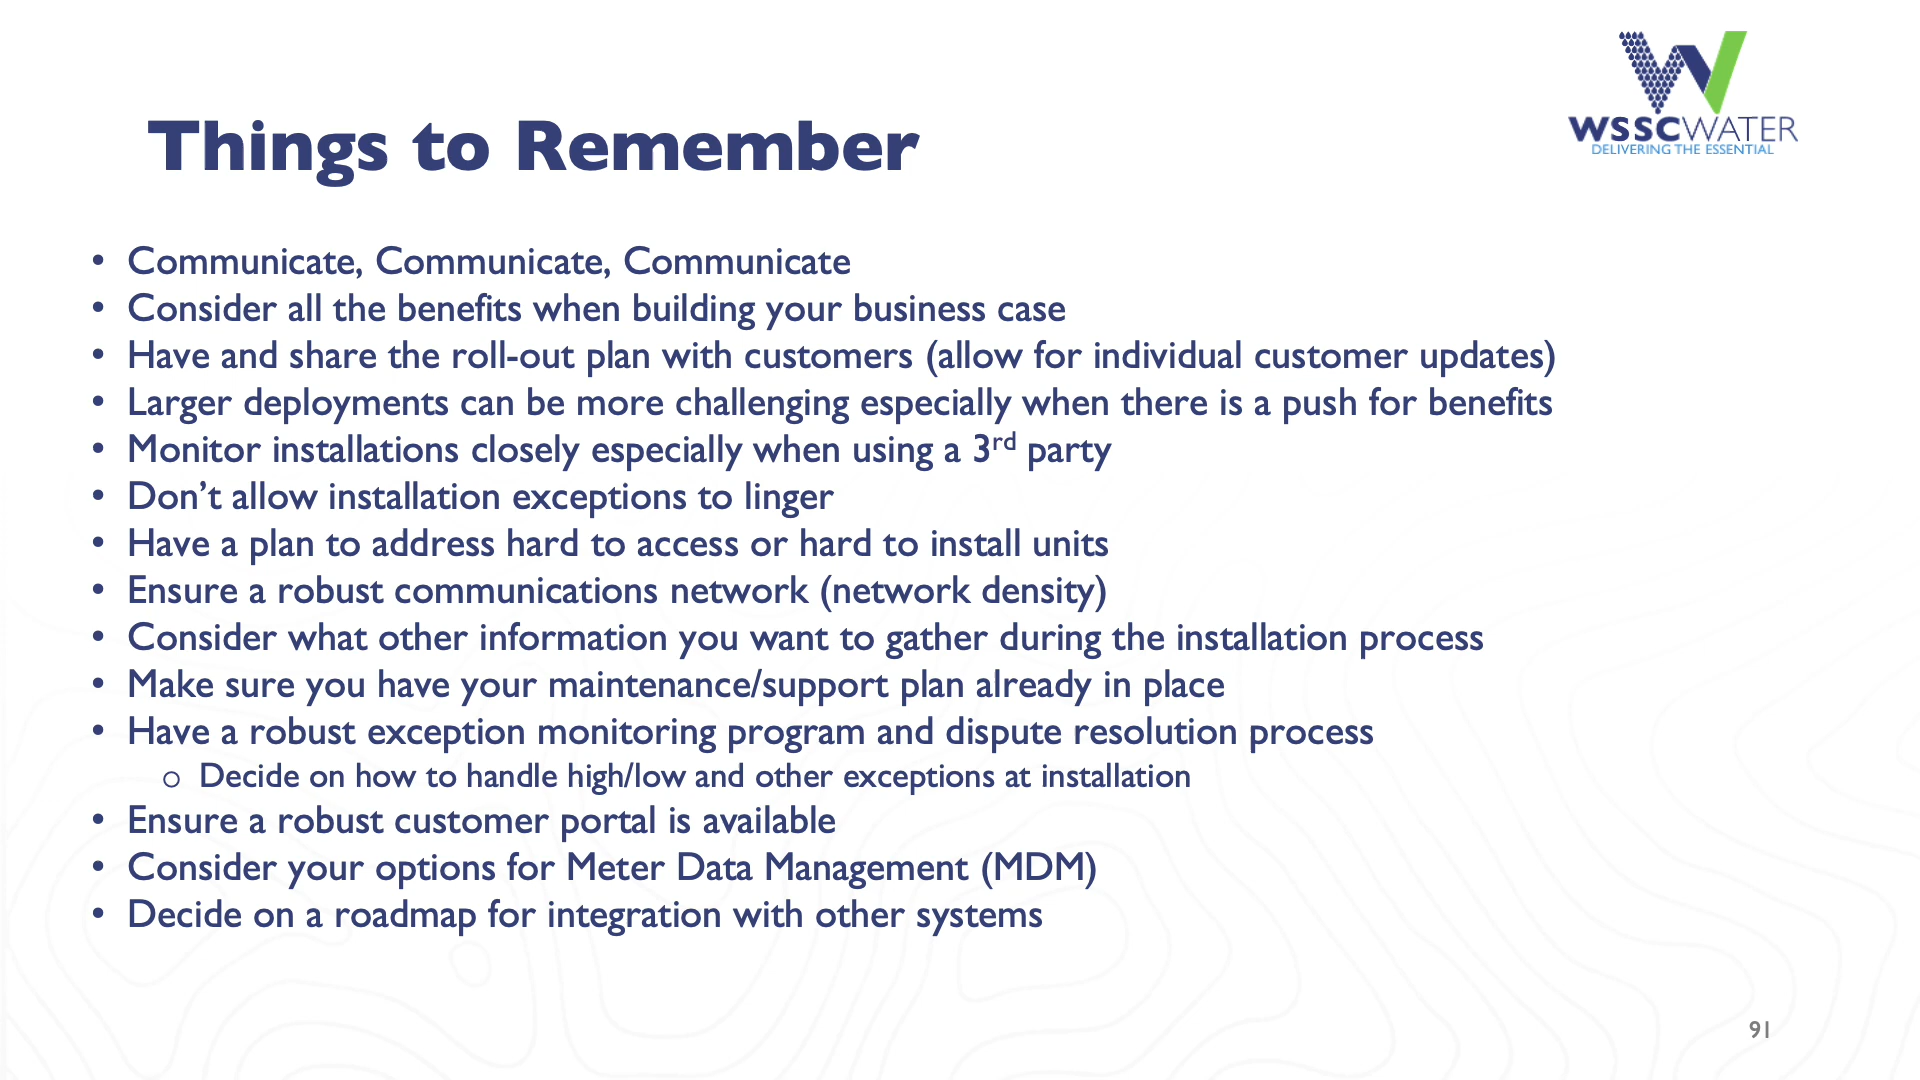 WSSCWATER
DELIVERING THE ESSENTIAL
Things to Remember
• Communicate, Communicate, Communicate
• Consider all the benefits when building your business case
• Have and share the roll-out plan with customers (allow for individual customer updates)
• Larger deployments can be more challenging especially when there is a push for benefits
• Monitor installations closely especially when using a 3rd party
• Don’t allow installation exceptions to linger
• Have a plan to address hard to access or hard to install units
• Ensure a robust communications network (network density)
• Consider what other information you want to gather during the installation process
• Make sure you have your maintenance/support plan already in place
• Have a robust exception monitoring program and dispute resolution process
o Decide on how to handle high/low and other exceptions at installation
• Ensure a robust customer portal is available
• Consider your options for Meter Data Management (MDM)
• Decide on a roadmap for integration with other systems
91